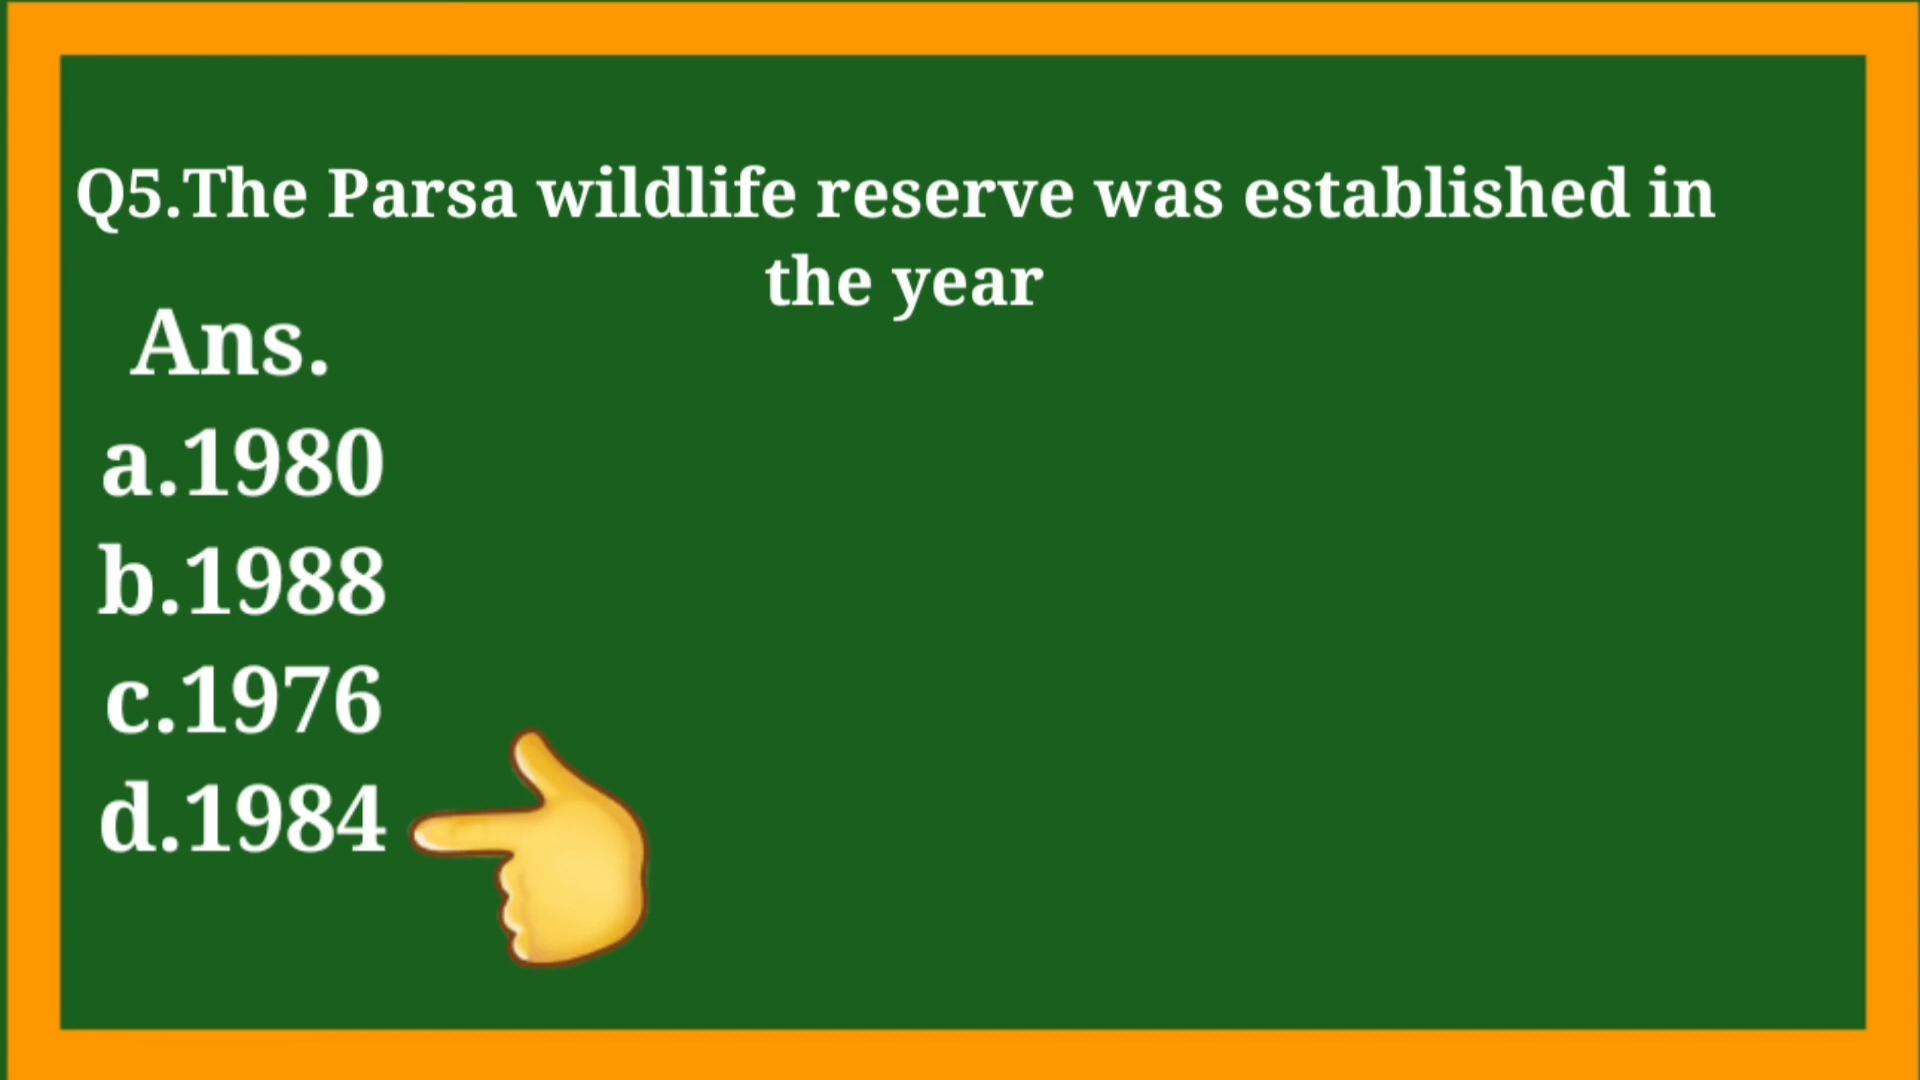 Q5.The Parsa wildlife reserve was established in
the year
Ans.
a.1980
b.1988
c.1976
d.1984